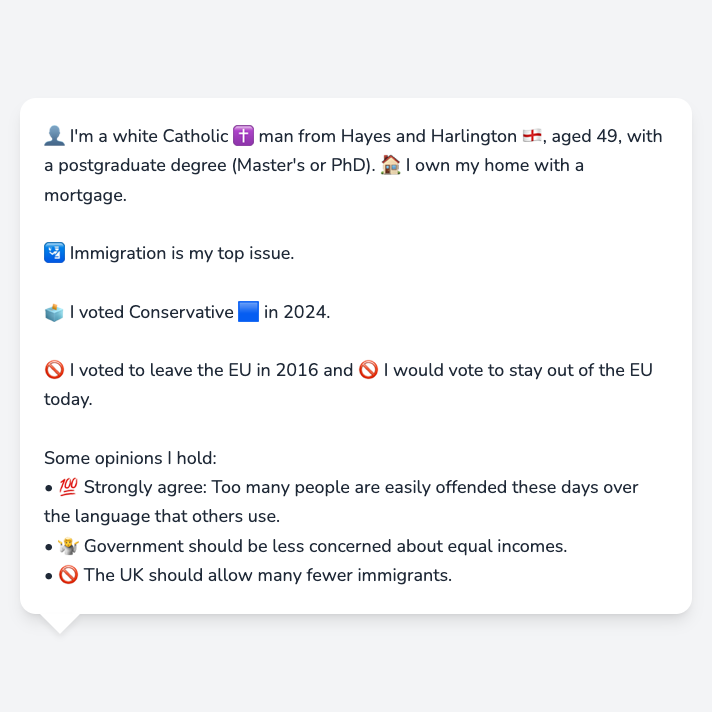 👤 I'm a white Catholic ✝️ man from Hayes and Harlington 🏴󠁧󠁢󠁥󠁮󠁧󠁿, aged 49, with
a postgraduate degree (Master's or PhD). 🏠 I own my home with a
mortgage.
🛂 Immigration is my top issue.
🗳️ I voted Conservative 🟦 in 2024.
🚫 I voted to leave the EU in 2016 and 🚫 I would vote to stay out of the EU
today.
Some opinions I hold:
• 💯 Strongly agree: Too many people are easily offended these days over
the language that others use.
• 🤷 Government should be less concerned about equal incomes.
• 🚫 The UK should allow many fewer immigrants.